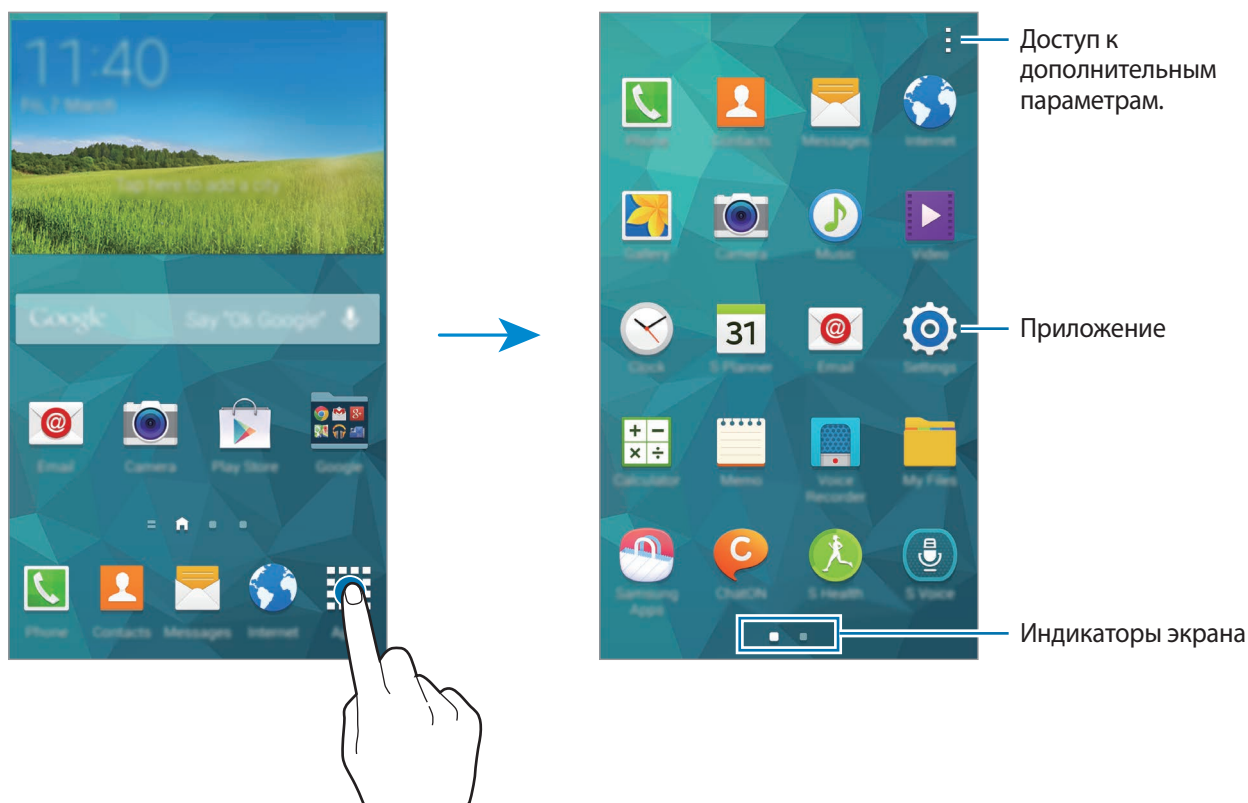 11:40
Fri, 7 March
Tap here to add a city
Google Say "Ok Google"
Email Camera Play Store Google
Phone Contacts Messages Internet
Доступ к
дополнительным
параметрам.
Phone Contacts Messages Internet
Gallery Camera Music Video
31
Clock S Planner Email Settings
Приложение
Calculator Memo Voice
Recorder
My Files
Samsung
Apps
ChatON S Health S Voice
Индикаторы экрана